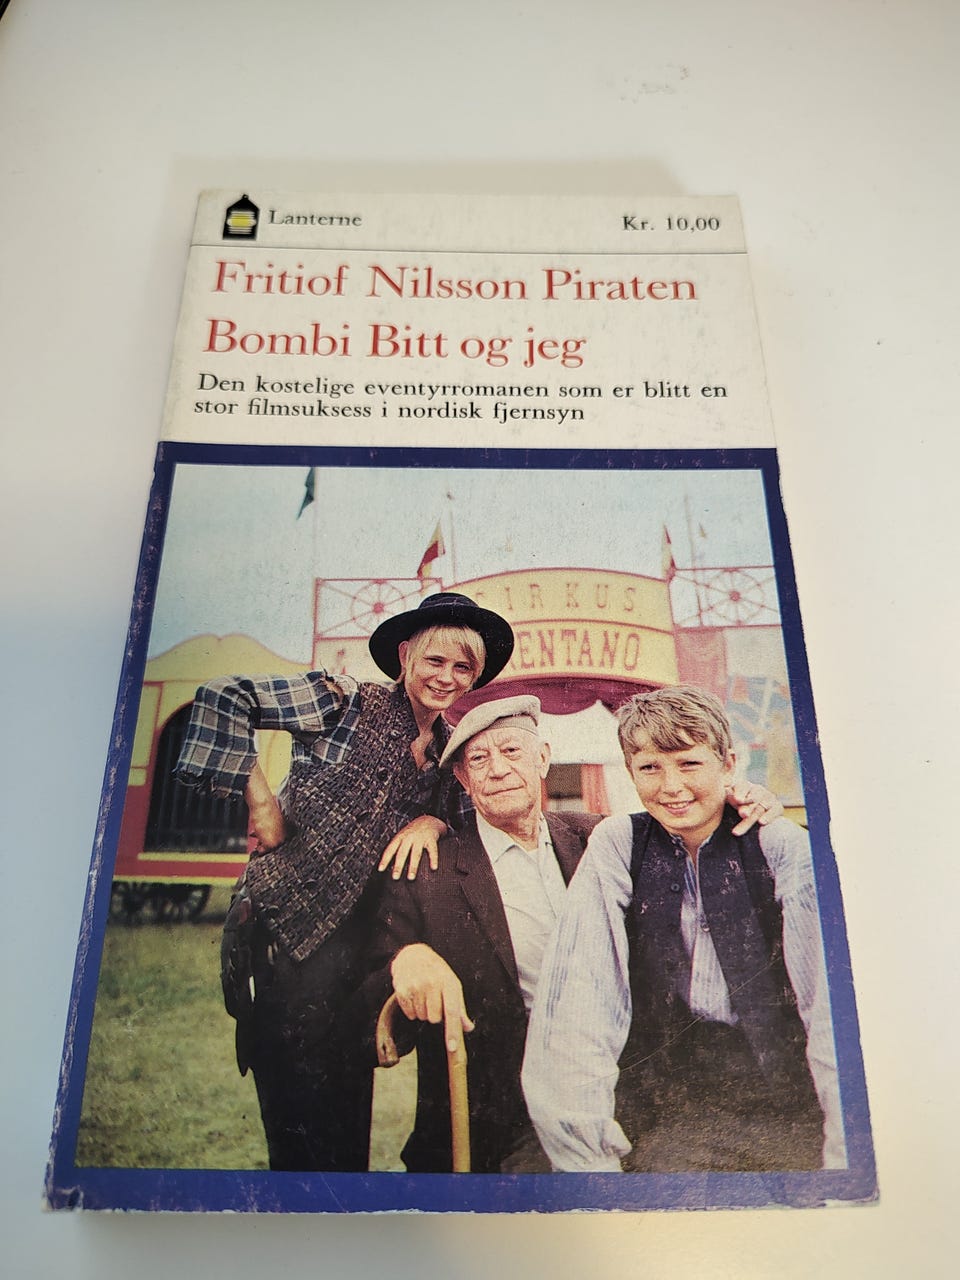 Lanterne
Kr. 10,00
Fritiof Nilsson Piraten
Bombi Bitt og jeg
Den kostelige eventyrromanen som er blitt en
stor filmsuksess i nordisk fjernsyn
CIRKUS
RENTANO